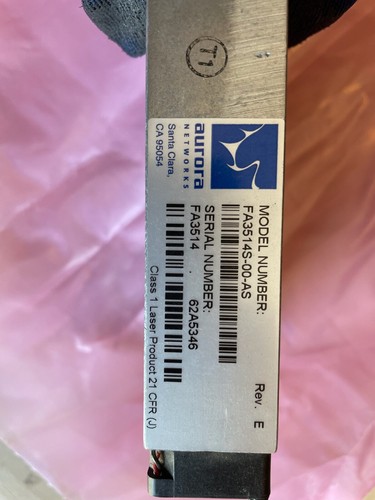 T1
aurora
NETWORKS
Santa Clara,
CA 95054
MODEL NUMBER:
FA3514S-00-AS
Rev. E
SERIAL NUMBER:
FA3514 62A5346
Class 1 Laser Product 21 CFR (J)